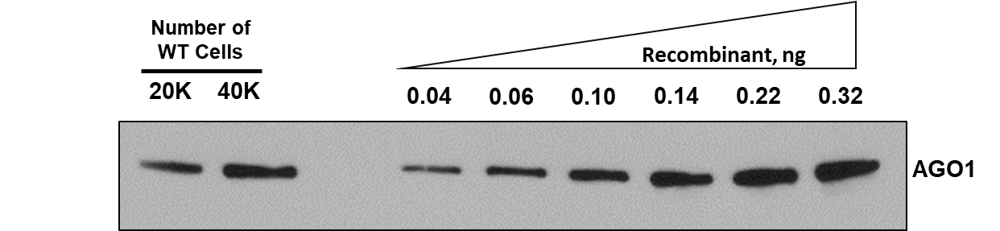 Number of
WT Cells
20K 40K
Recombinant, ng
0.04 0.06 0.10 0.14 0.22 0.32
AGO1